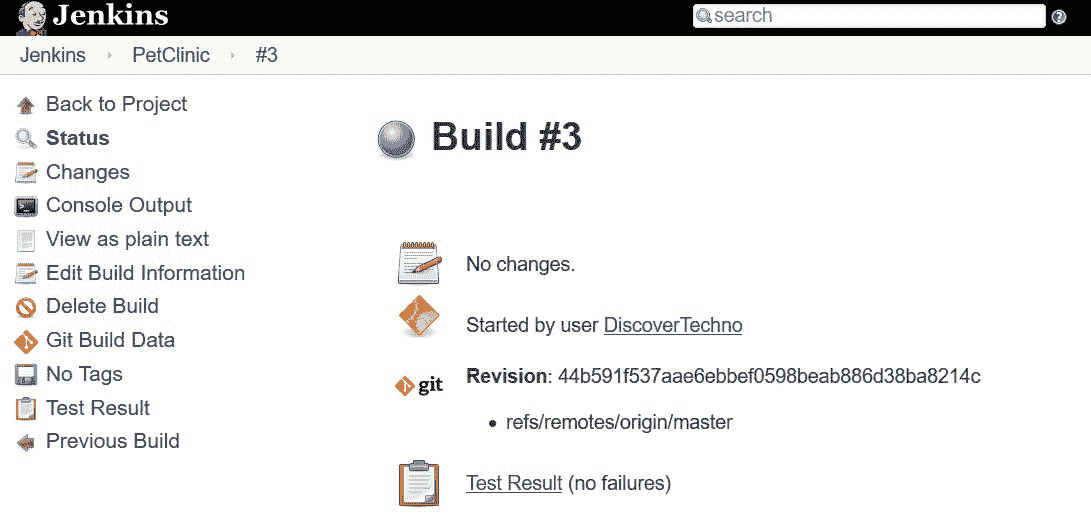 Jenkins
search
Jenkins PetClinic #3
Back to Project
Status
Changes
Console Output
View as plain text
Edit Build Information
Delete Build
Git Build Data
No Tags
Test Result
Previous Build
Build #3
No changes.
Started by user DiscoverTechno
git Revision: 44b591f537aae6ebbef0598beab886d38ba8214c
• refs/remotes/origin/master
Test Result (no failures)